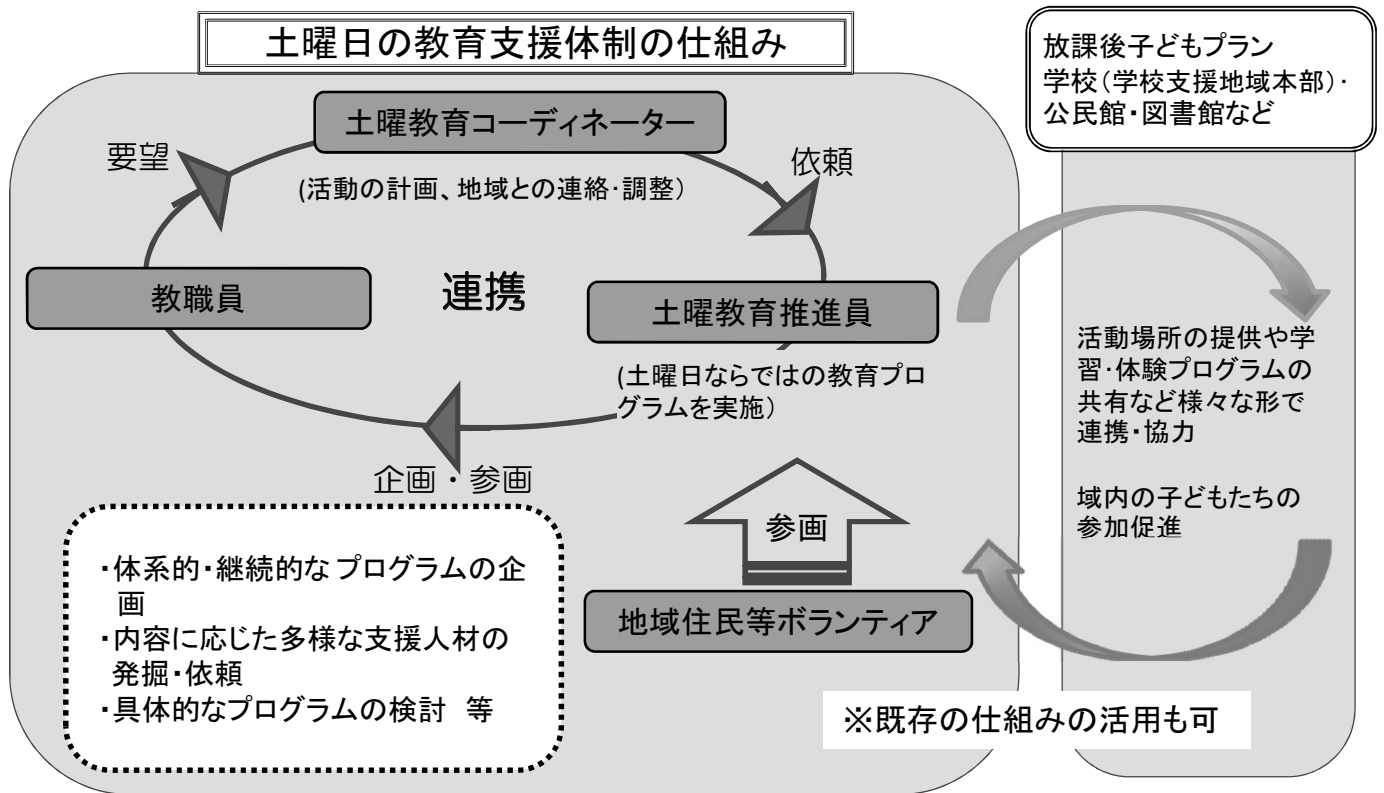 土曜日の教育支援体制の仕組み
放課後子どもプラン
学校(学校支援地域本部)・
公民館・図書館など
土曜教育コーディネーター
要望
依頼
(活動の計画、地域との連絡・調整)
教職員
連携
土曜教育推進員
(土曜日ならではの教育プロ
グラムを実施)
企画・参画
活動場所の提供や学
習・体験プログラムの
共有など様々な形で
連携・協力
域内の子どもたちの
参加促進
参画
地域住民等ボランティア
・体系的・継続的なプログラムの企
画
・内容に応じた多様な支援人材の
発掘・依頼
・具体的なプログラムの検討 等
※既存の仕組みの活用も可